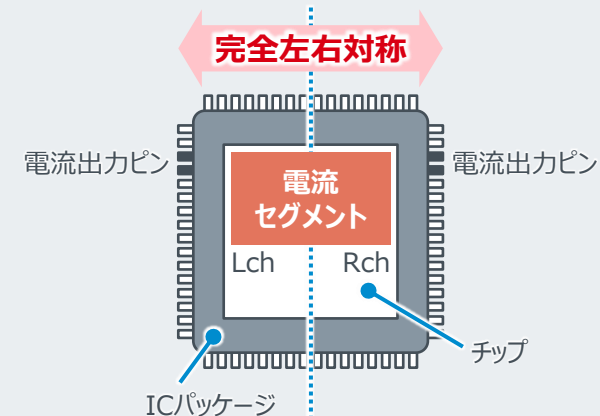 完全左右対称
電流出力ピン
電流出力ピン
電流
セグメント
Lch
Rch
チップ
ICパッケージ